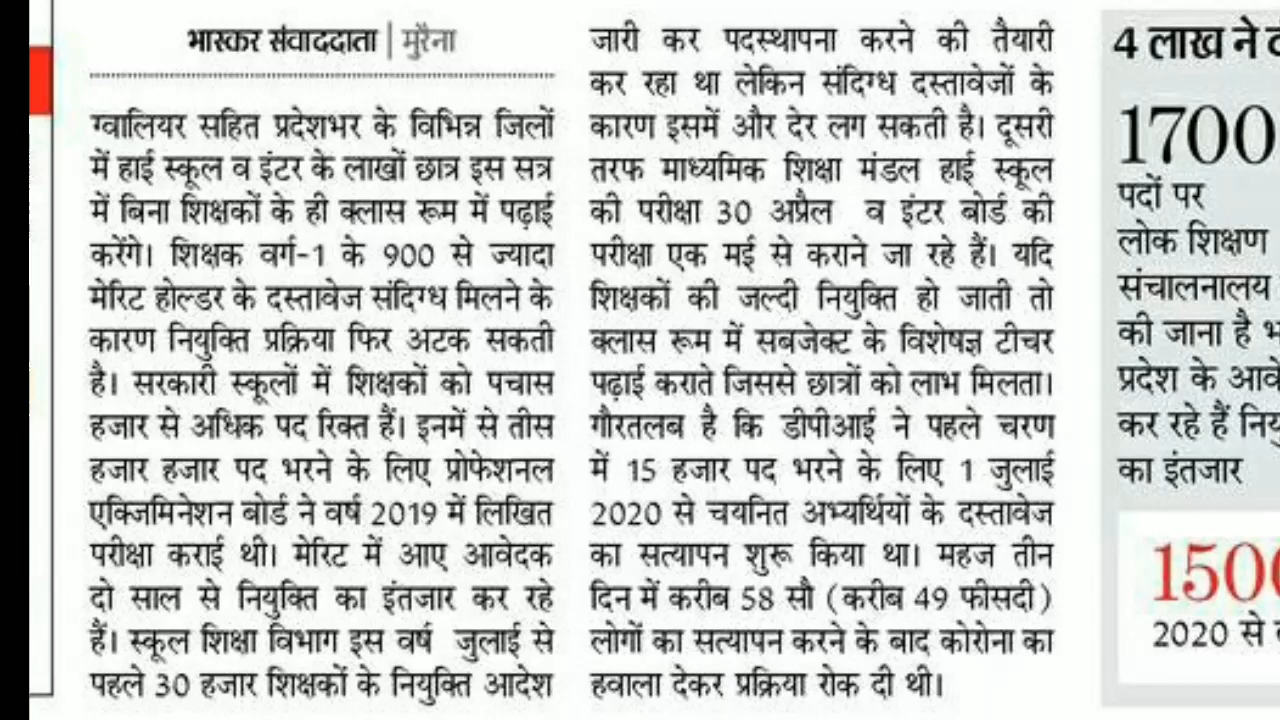 भास्कर संवाददाता | मुरैना
ग्वालियर सहित प्रदेशभर के विभिन्न जिलों
में हाई स्कूल व इंटर के लाखों छात्र इस सत्र
में बिना शिक्षकों के ही क्लास रूम में पढ़ाई
करेंगे। शिक्षक वर्ग-1 के 900 से ज्यादा
मेरिट होल्डर के दस्तावेज संदिग्ध मिलने के
कारण नियुक्ति प्रक्रिया फिर अटक सकती
है। सरकारी स्कूलों में शिक्षकों को पचास
हजार से अधिक पद रिक्त हैं। इनमें से तीस
हजार हजार पद भरने के लिए प्रोफेशनल
एक्जिमिनेशन बोर्ड ने वर्ष 2019 में लिखित
परीक्षा कराई थी। मेरिट में आए आवेदक
दो साल से नियुक्ति का इंतजार कर रहे
हैं। स्कूल शिक्षा विभाग इस वर्ष जुलाई से
पहले 30 हजार शिक्षकों के नियुक्ति आदेश
जारी कर पदस्थापना करने की तैयारी
कर रहा था लेकिन संदिग्ध दस्तावेजों के
कारण इसमें और देर लग सकती है। दूसरी
तरफ माध्यमिक शिक्षा मंडल हाई स्कूल
की परीक्षा 30 अप्रैल व इंटर बोर्ड की
परीक्षा एक मई से कराने जा रहे हैं। यदि
शिक्षकों की जल्दी नियुक्ति हो जाती तो
क्लास रूम में सबजेक्ट के विशेषज्ञ टीचर
पढ़ाई कराते जिससे छात्रों को लाभ मिलता।
गौरतलब है कि डीपीआई ने पहले चरण
में 15 हजार पद भरने के लिए 1 जुलाई
2020 से चयनित अभ्यर्थियों के दस्तावेज
का सत्यापन शुरू किया था। महज तीन
दिन में करीब 58 सौ (करीब 49 फीसदी)
लोगों का सत्यापन करने के बाद कोरोना का
हवाला देकर प्रक्रिया रोक दी थी।
4 लाख ने
1700
पदों पर
लोक शिक्षण
संचालनालय
की जाना है
प्रदेश के
कर रहे हैं
का इंतजार
150
2020 से